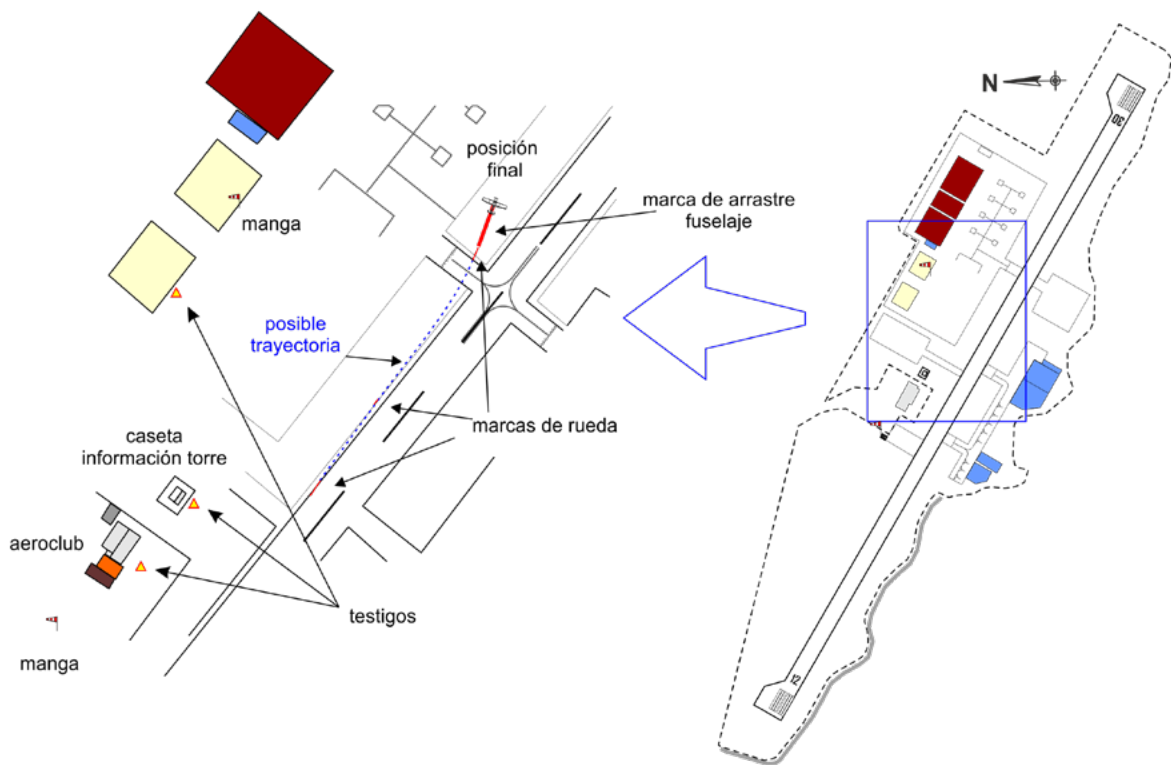 N
30
posición
final
marca de arrastre
fuselaje
manga
posible
trayectoria
marcas de rueda
caseta
información torre
aeroclub
testigos
manga
12